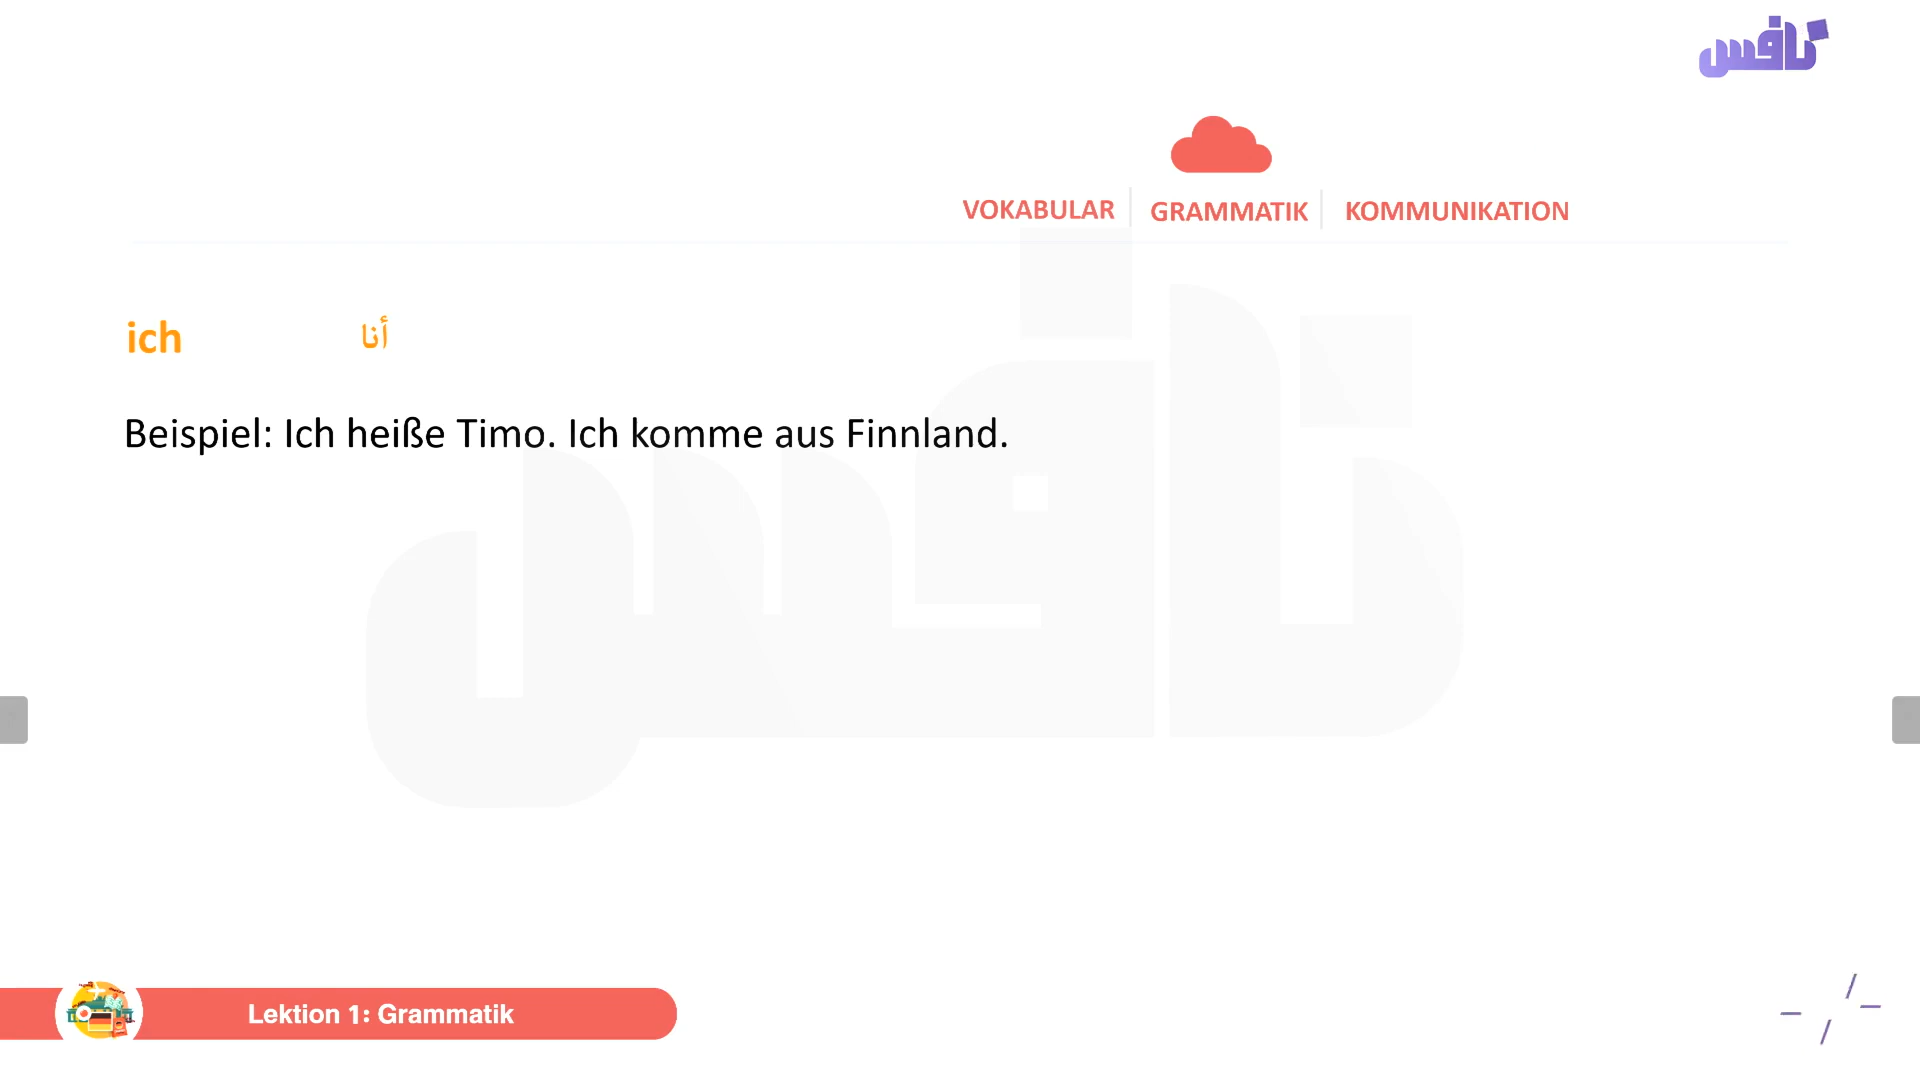 نافس
VOKABULAR
GRAMMATIK
KOMMUNIKATION
ich أنا
Beispiel: Ich heiße Timo. Ich komme aus Finnland.
Lektion 1: Grammatik